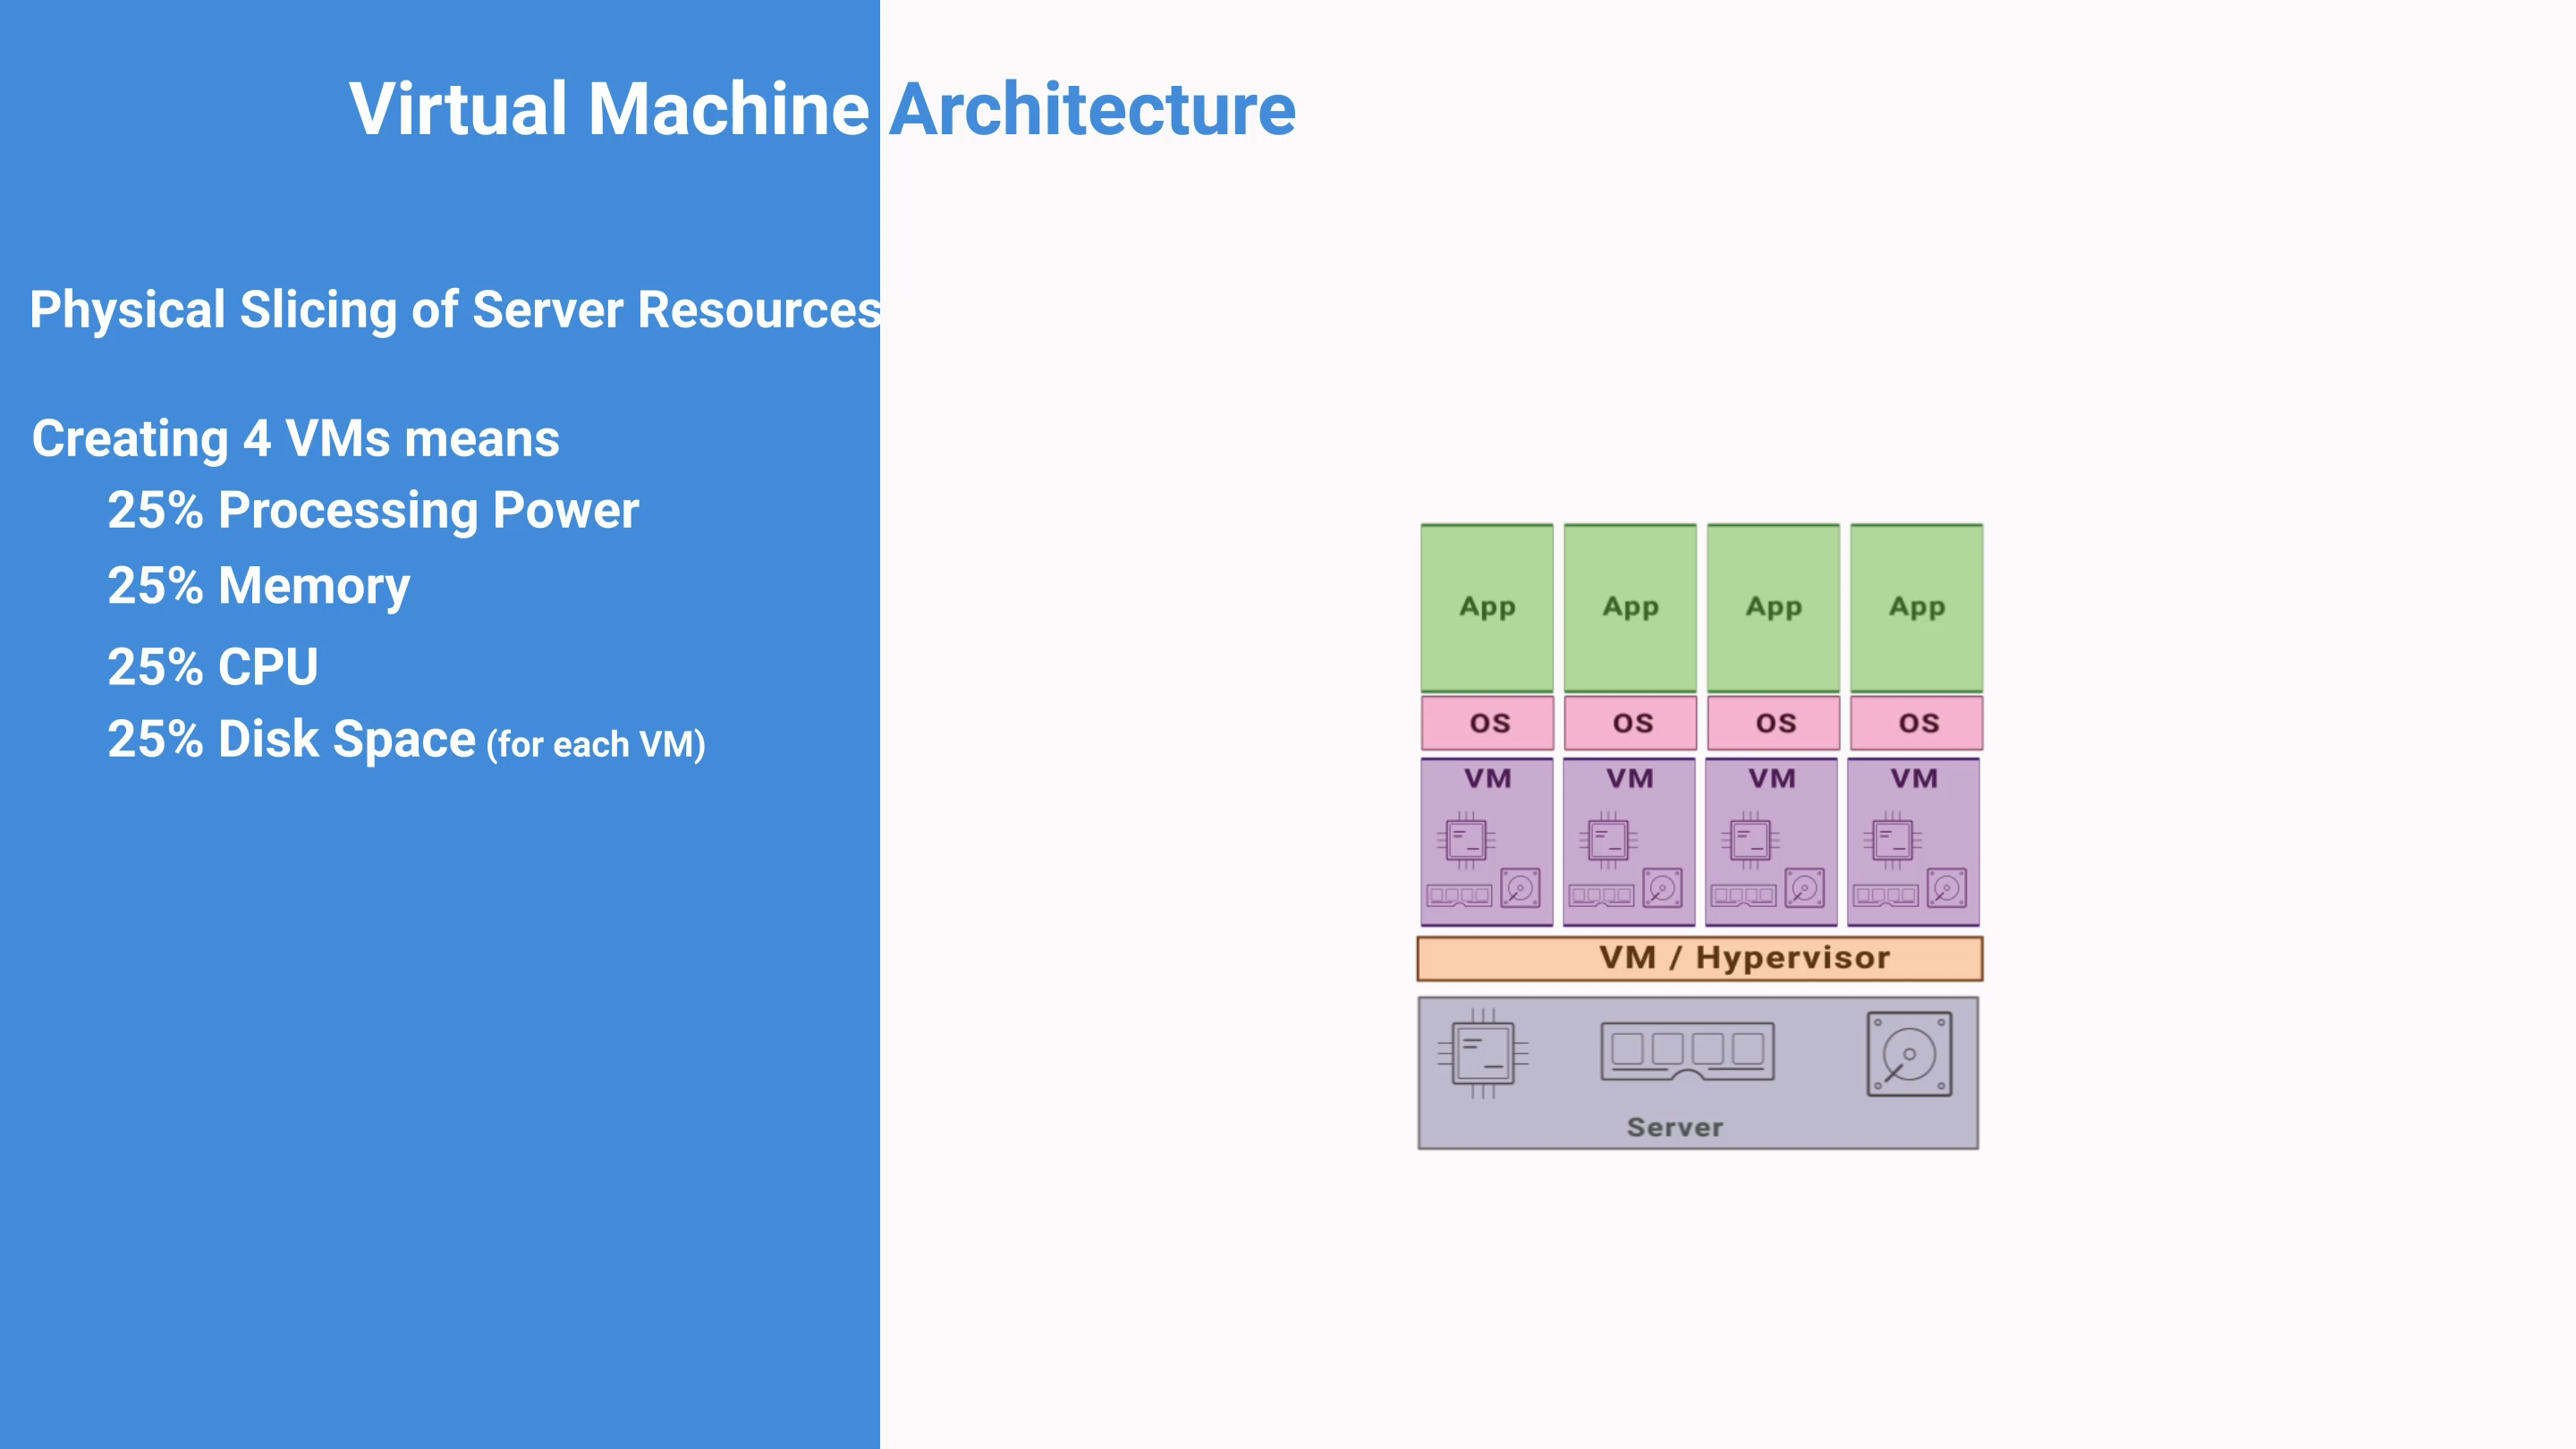 Virtual Machine Architecture
Physical Slicing of Server Resources
Creating 4 VMs means
25% Processing Power
25% Memory
25% CPU
25% Disk Space (for each VM)
App App App App
OS OS OS OS
VM VM VM VM
VM / Hypervisor
Server